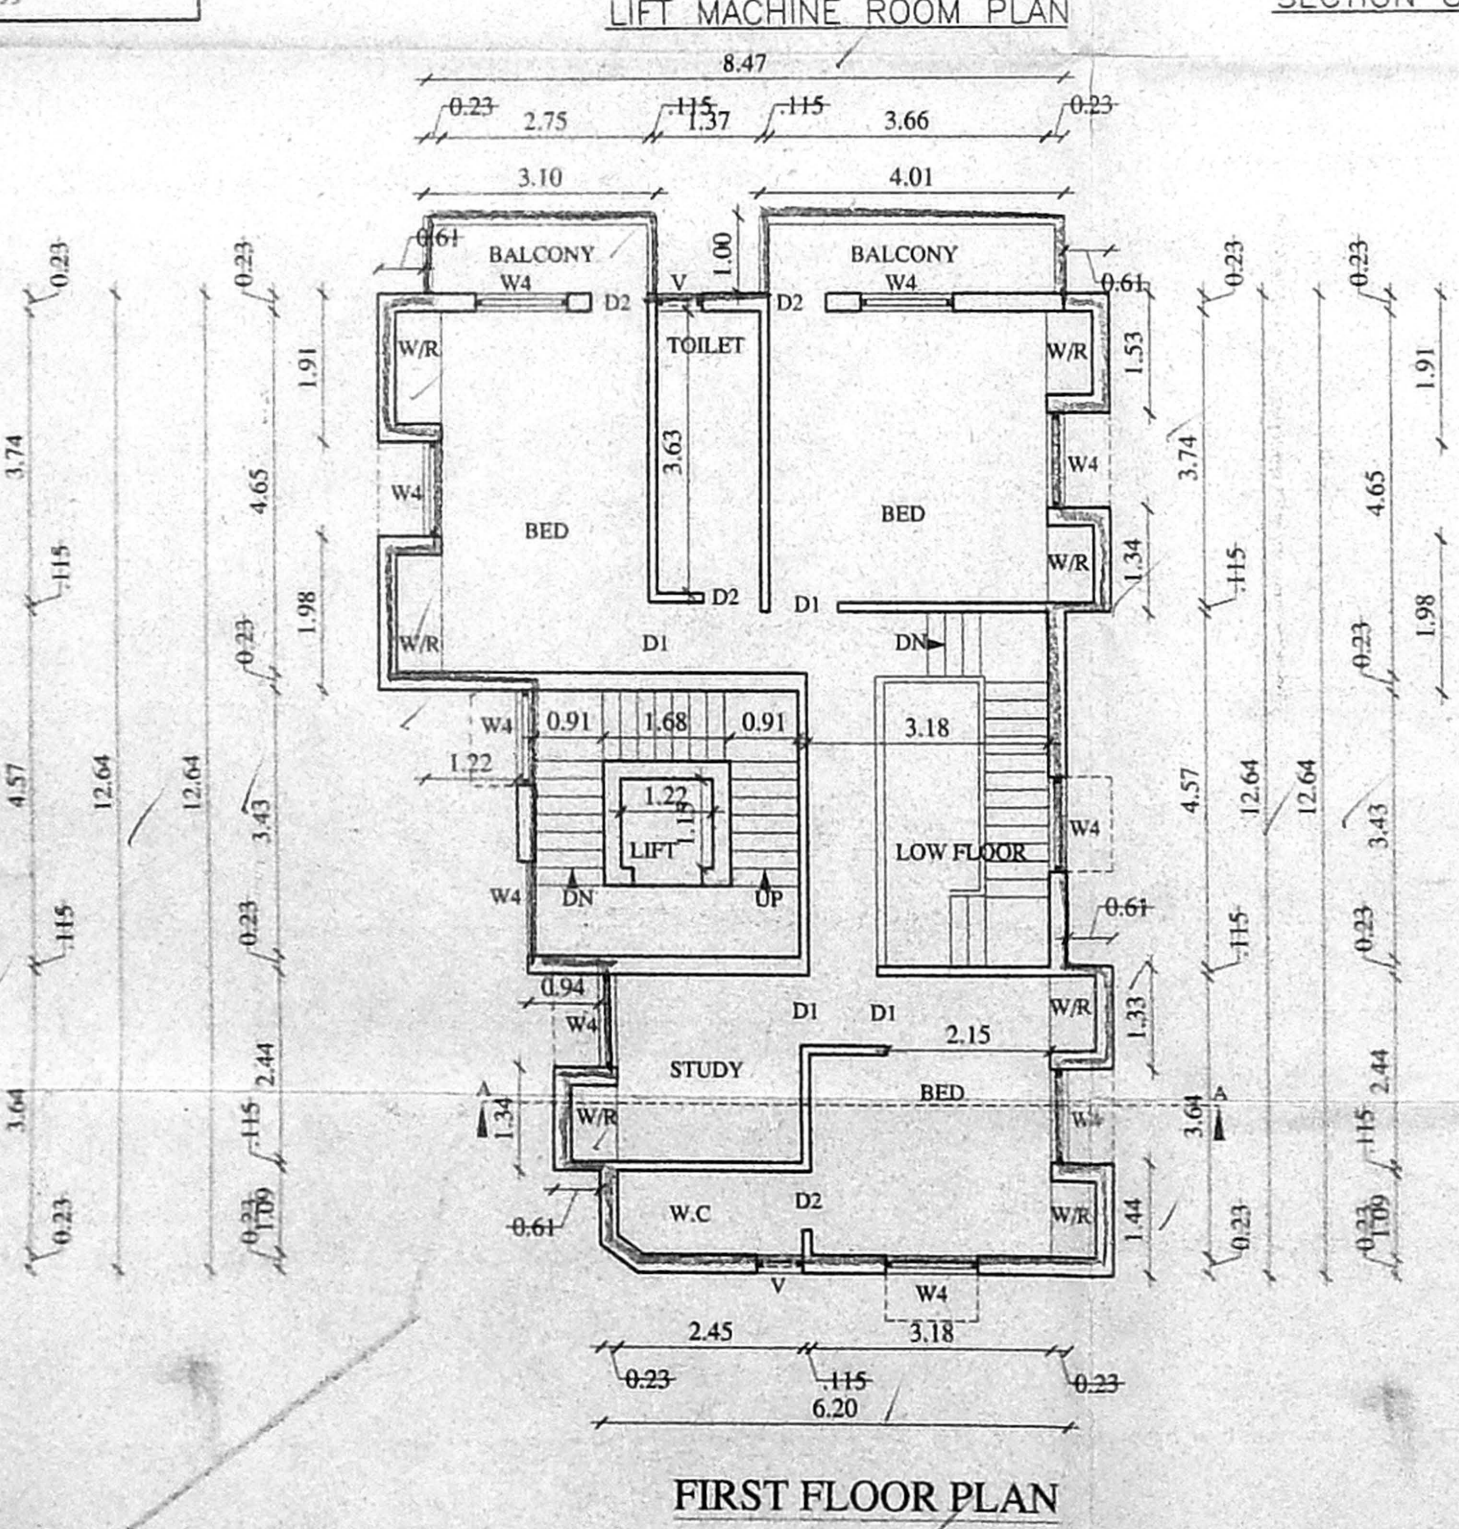 LIFT MACHINE ROOM PLAN
8.47
0.23 2.75 .115 1.37 .115 3.66 0.23
3.10 4.01
0.61 BALCONY 1.00 BALCONY 0.61
W4 V W4
D2 D2
0.23 0.23 0.23 0.23
W/R TOILET W/R 1.53
1.91 1.91
3.74 4.65 3.63 3.74 4.65
W4 W4
BED BED
.115 1.34 .115
W/R
D2 D1
0.23 1.98 W/R D1 DN 1.98 0.23
W4 0.91 1.68 0.91 3.18
1.22
4.57 12.64 12.64 3.43 1.22 4.57 12.64 12.64 3.43
W4
LIFT LOW FLOOR
W4 DN UP
.115 0.23 0.61 .115 0.23
0.94 W/R 1.33
W4 D1 D1
2.15
STUDY BED
2.44 2.44
A A
3.64 .115 1.34 W/R W4 3.64 .115
D2
0.23 0.23 1.09 0.61 W.C W/R 1.44 0.23 0.23 1.09
V W4
2.45 3.18
0.23 .115 0.23
6.20
FIRST FLOOR PLAN